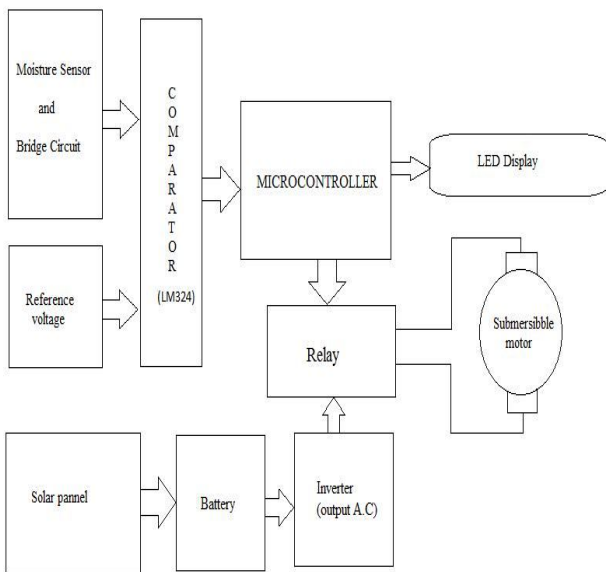 Moisture Sensor
and
Bridge Circuit
COMPARATOR
(LM324)
MICROCONTROLLER
LED Display
Reference
voltage
Relay
Submersibble
motor
Solar pannel
Battery
Inverter
(output A.C)